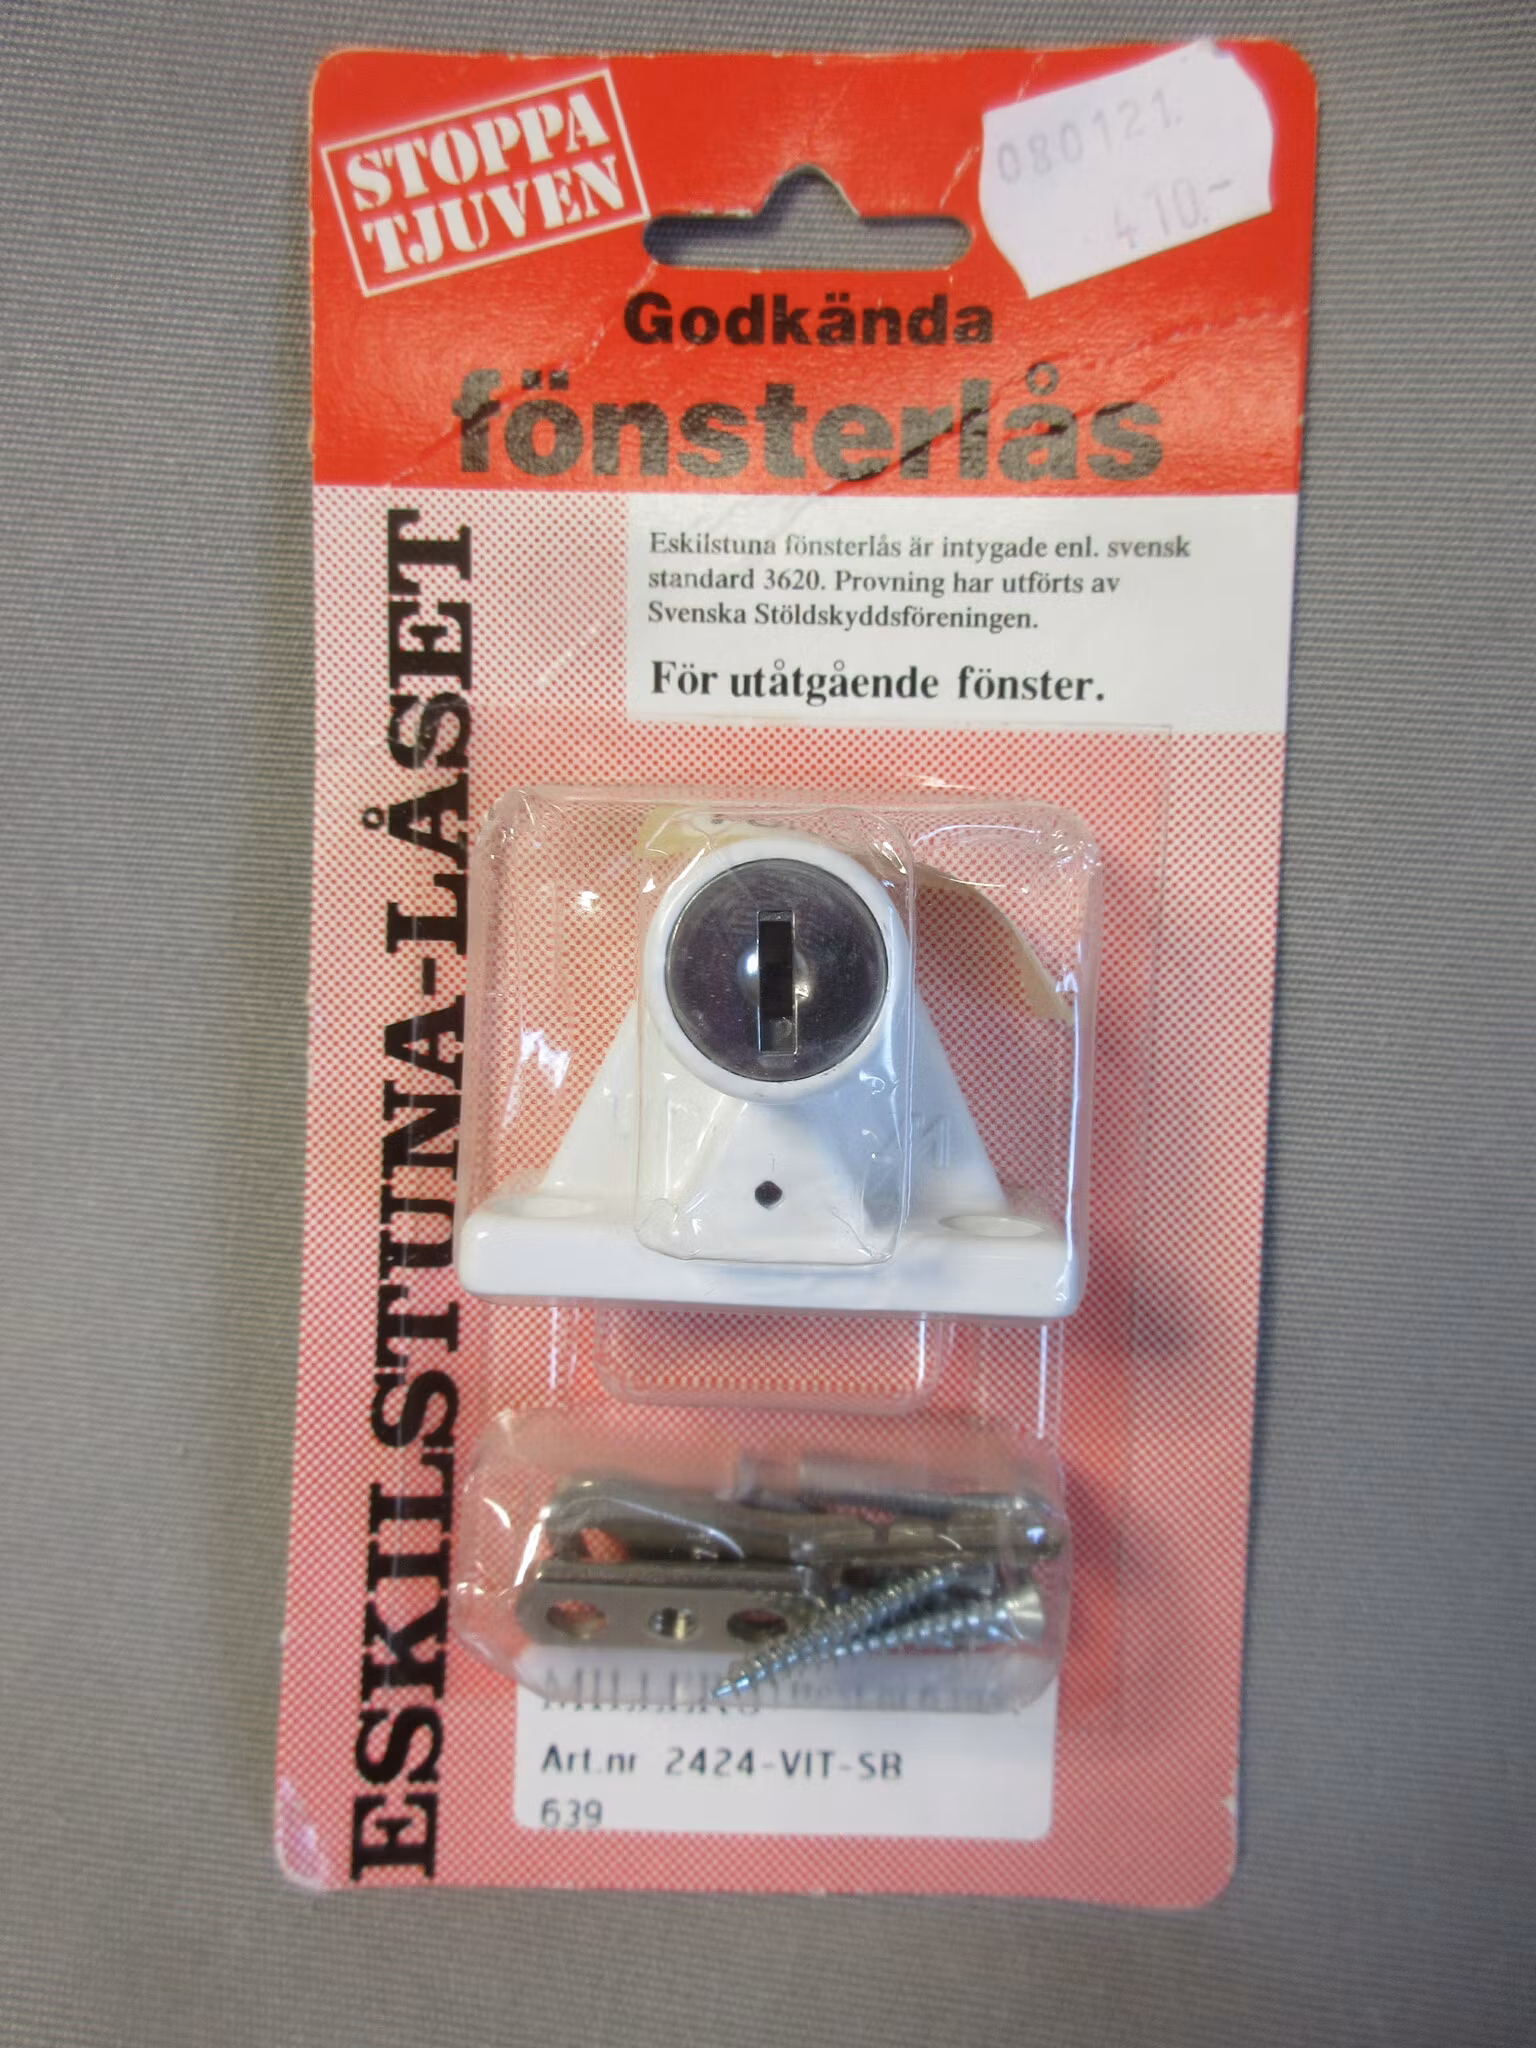 STOPPA
TJUVEN
080121.
410.-
Godkända
fönsterlås
ESKILSTUNA-LÅSET
Eskilstuna fönsterlås är intygade enl. svensk
standard 3620. Provning har utförts av
Svenska Stöldskyddsföreningen.
För utåtgående fönster.
MILLERS
Art.nr 2424-VIT-SB
639